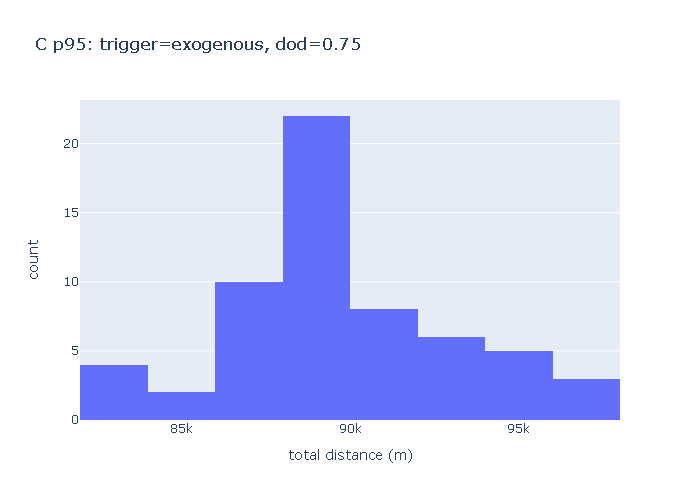 C p95: trigger=exogenous, dod=0.75
20
15
10
5
0
count
85k
90k
95k
total distance (m)